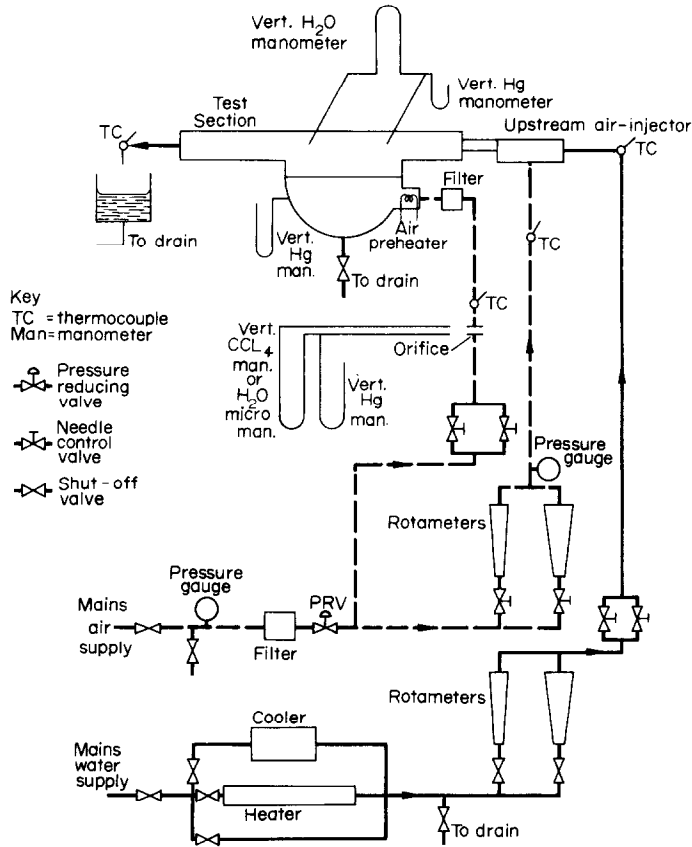 Vert. H2O
manometer
Vert. Hg
manometer
Test
Section
Upstream air-injector
TC
TC
Filter
Air
preheater
To drain
Vert.
Hg
man.
To drain
TC
Key
TC = thermocouple
Man= manometer
TC
Orifice
Vert.
CCL4
man.
or
H2O
micro
man.
Vert.
Hg
man.
Pressure
reducing
valve
Needle
control
valve
Shut-off
valve
Pressure
gauge
Rotameters
Pressure
gauge
PRV
Mains
air
supply
Filter
Rotameters
Cooler
Mains
water
supply
Heater
To drain